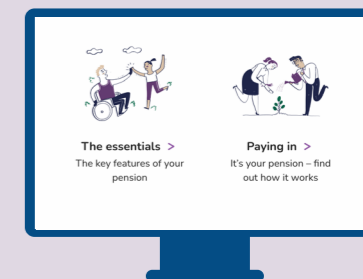 The essentials >
The key features of your
pension
Paying in >
It's your pension – find
out how it works